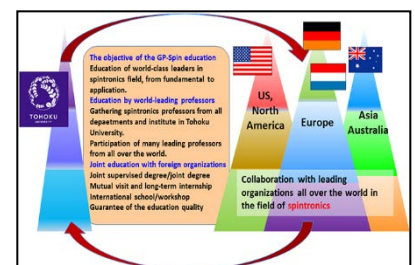 TOHOKU
UNIVERSITY
The objective of the GP-Spin education
Education of world-class leaders in
spintronics field, from fundamental to
application.
Education by world-leading professors
Gathering spintronics professors from all
depaetments and institute in Tohoku
University.
Participation of many leading
professors from all over the world.
Joint education with foreign organizations
Joint supervised degree/joint degree
Mutual visit and long-term internship
International school/workshop
Guarantee of the education quality
US,
North
America
Europe
Asia
Australia
Collaboration with leading
organizations all over the world in
the field of spintronics